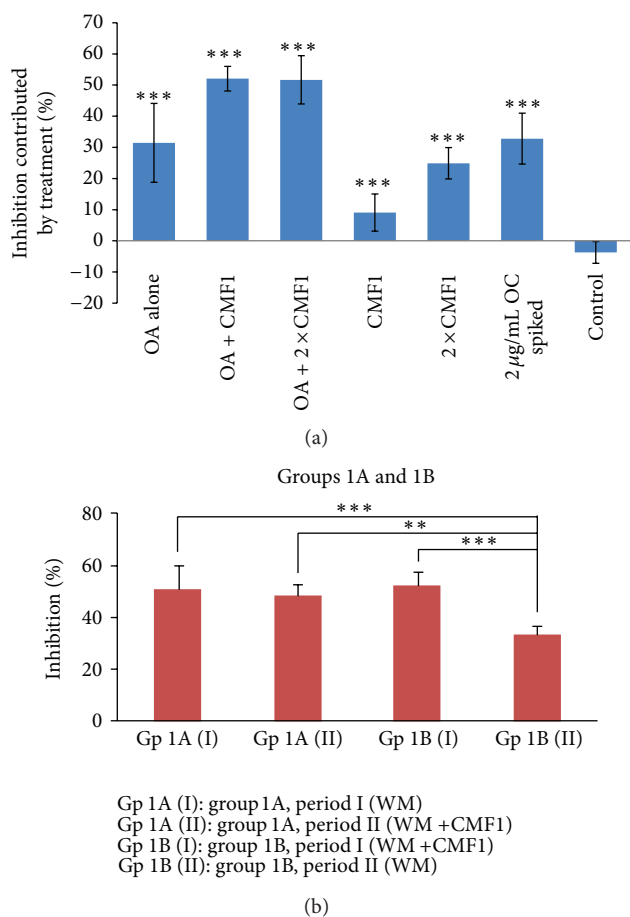 70
60
50
40
30
20
10
0
−10
−20
Inhibition contributed
by treatment (%)
***
***
***
***
***
***
OA alone
OA + CMF1
OA + 2×CMF1
CMF1
2×CMF1
2 μg/mL OC
spiked
Control
(a)
Groups 1A and 1B
80
60
40
20
0
Inhibition (%)
***
**
***
Gp 1A (I)
Gp 1A (II)
Gp 1B (I)
Gp 1B (II)
Gp 1A (I): group 1A, period I (WM)
Gp 1A (II): group 1A, period II (WM +CMF1)
Gp 1B (I): group 1B, period I (WM +CMF1)
Gp 1B (II): group 1B, period II (WM)
(b)